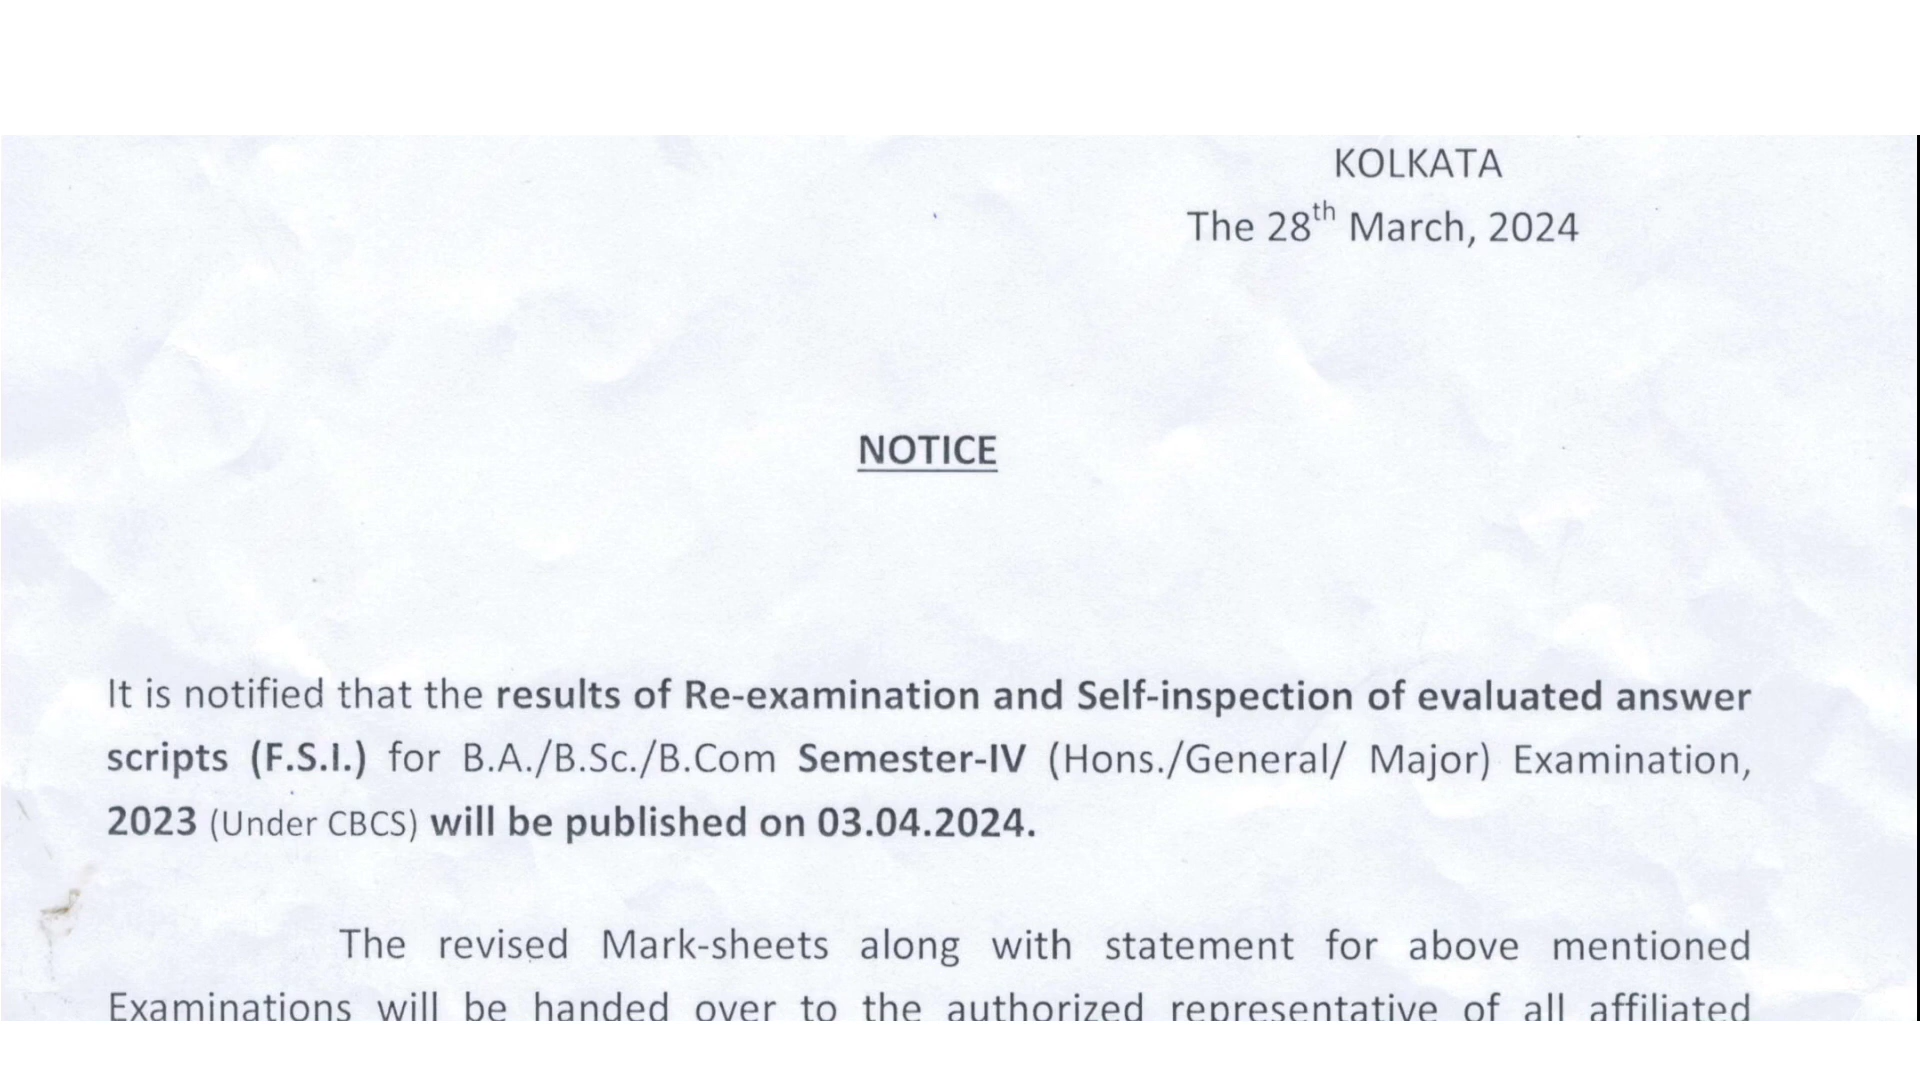 KOLKATA
The 28th March, 2024
NOTICE
It is notified that the results of Re-examination and Self-inspection of evaluated answer
scripts (F.S.I.) for B.A./B.Sc./B.Com Semester-IV (Hons./General/ Major) Examination,
2023 (Under CBCS) will be published on 03.04.2024.
The revised Mark-sheets along with statement for above mentioned
Examinations will be handed over to the authorized representative of all affiliated